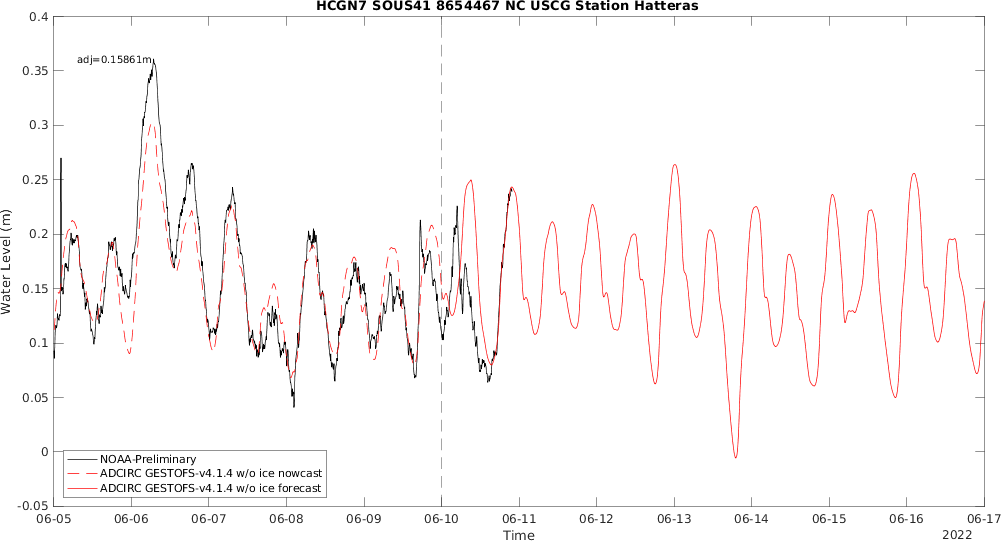 HCGN7 SOUS41 8654467 NC USCG Station Hatteras
0.4
0.35
0.3
0.25
0.2
0.15
0.1
0.05
0
-0.05
Water Level (m)
adj=0.15861m
NOAA-Preliminary
ADCIRC GESTOFS-v4.1.4 w/o ice nowcast
ADCIRC GESTOFS-v4.1.4 w/o ice forecast
06-05 06-06 06-07 06-08 06-09 06-10 06-11 06-12 06-13 06-14 06-15 06-16 06-17
Time
2022